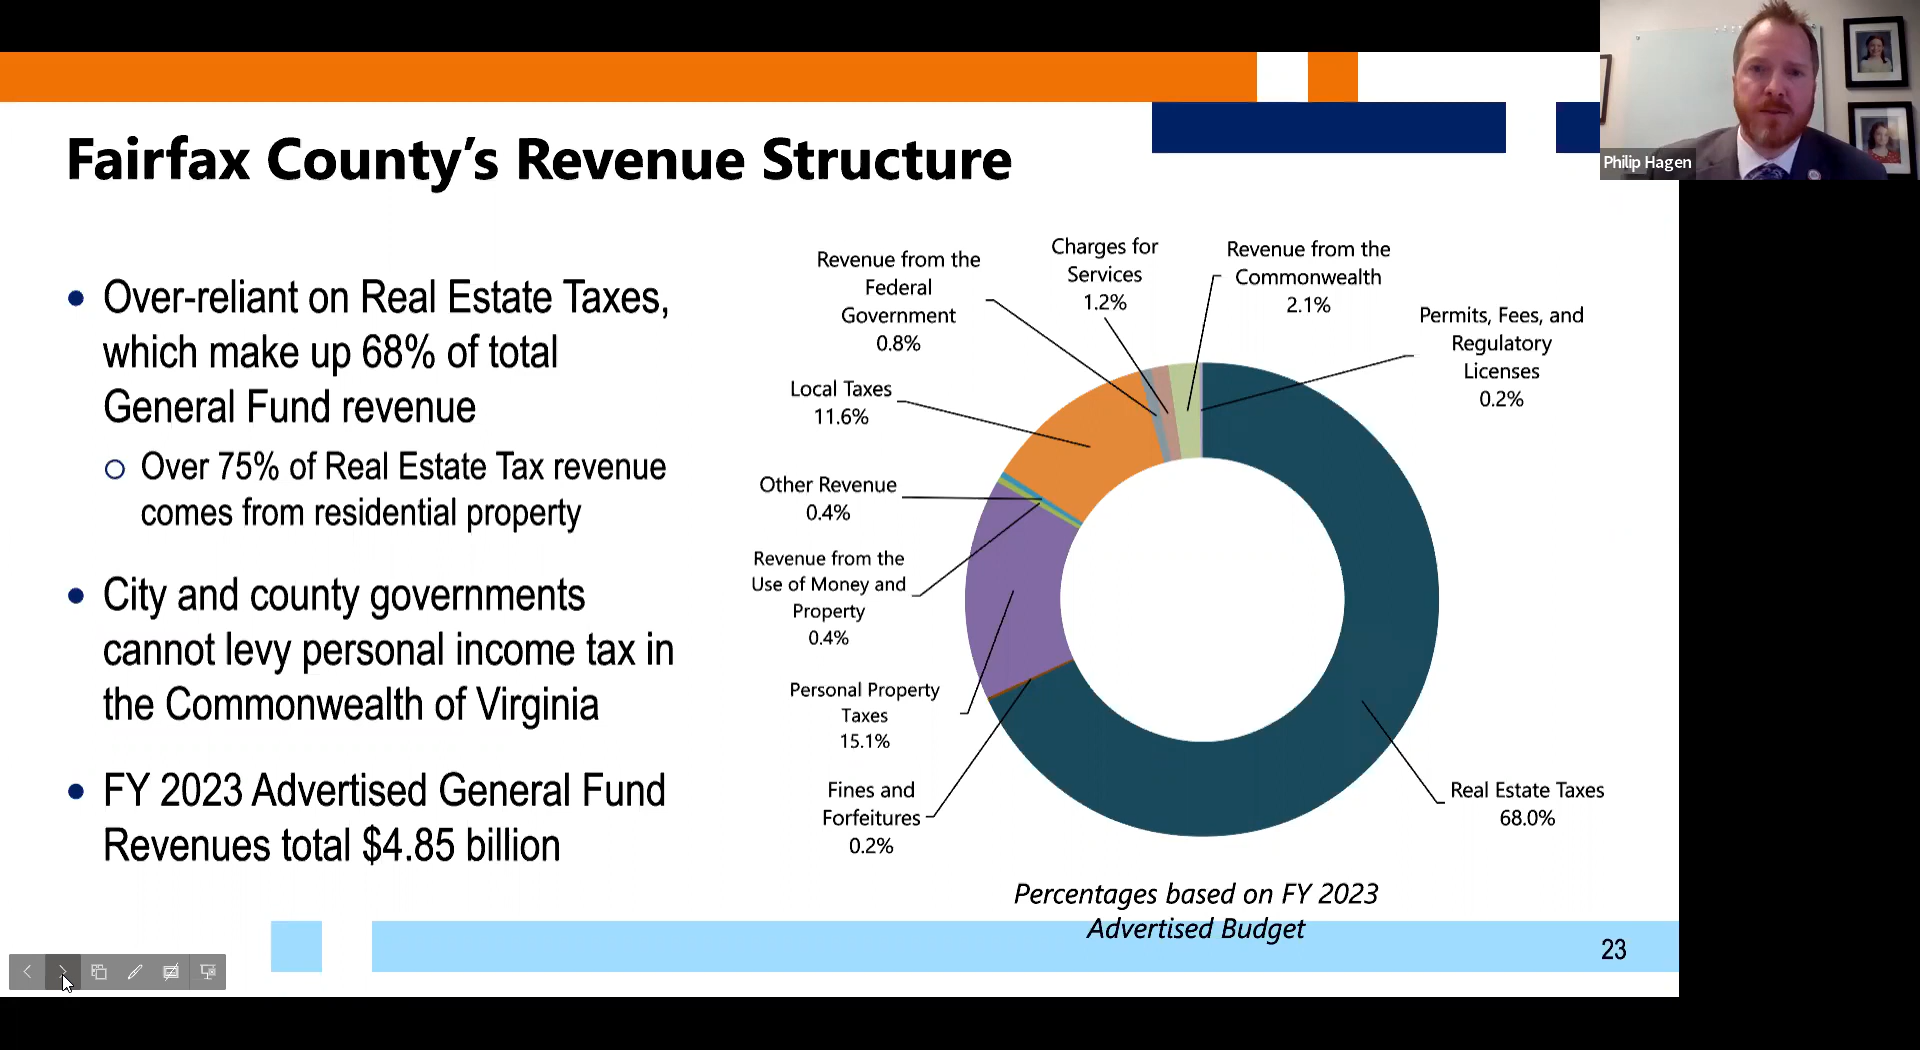 Philip Hagen
Fairfax County’s Revenue Structure
• Over-reliant on Real Estate Taxes,
which make up 68% of total
General Fund revenue
○ Over 75% of Real Estate Tax revenue
comes from residential property
• City and county governments
cannot levy personal income tax in
the Commonwealth of Virginia
• FY 2023 Advertised General Fund
Revenues total $4.85 billion
Revenue from the
Federal
Government
0.8%
Charges for
Services
1.2%
Revenue from the
Commonwealth
2.1%
Permits, Fees, and
Regulatory
Licenses
0.2%
Local Taxes
11.6%
Other Revenue
0.4%
Revenue from the
Use of Money and
Property
0.4%
Personal Property
Taxes
15.1%
Fines and
Forfeitures
0.2%
Real Estate Taxes
68.0%
Percentages based on FY 2023
Advertised Budget
23